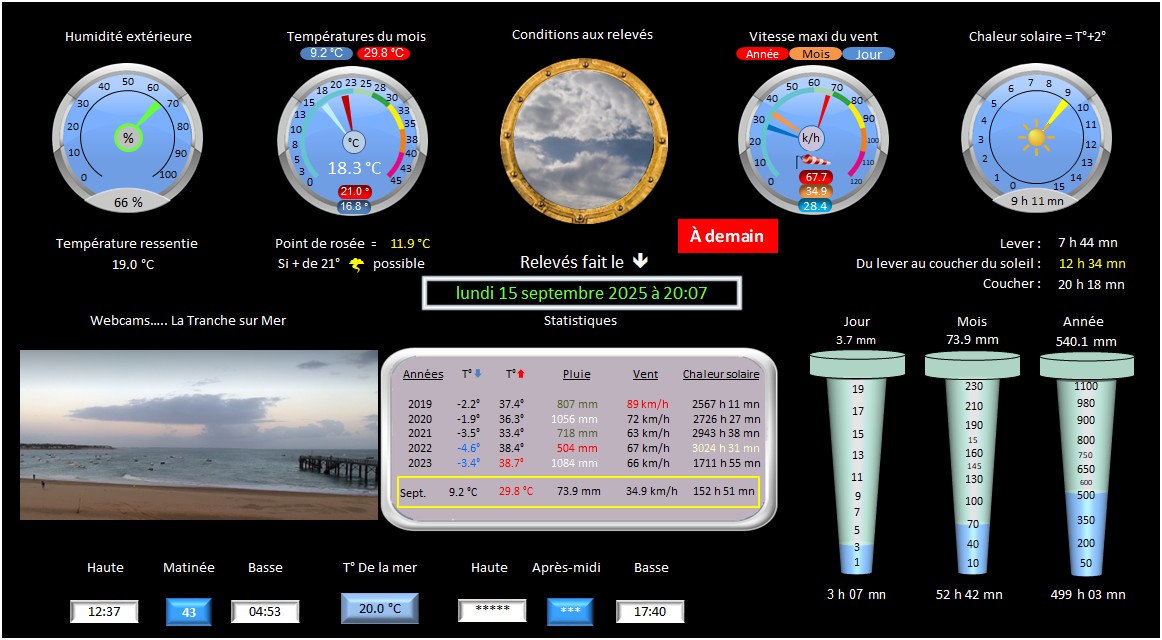 Humidité extérieure
Températures du mois
9.2 °C 29.8 °C
Conditions aux relevés
Vitesse maxi du vent
Année Mois Jour
Chaleur solaire = T°+2°
0 10 20 30 40 50 60 70 80 90 100
%
66 %
0 3 5 8 10 13 15 18 20 23 25 28 30 33 35 38 40 43 45
°C
18.3 °C
21.0 °
16.8 °
0 10 20 30 40 50 60 70 80 90 100 110 120
k/h
67.7
34.9
28.4
0 1 2 3 4 5 6 7 8 9 10 11 12 13 14 15
9 h 11 mn
Température ressentie
19.0 °C
Point de rosée = 11.9 °C
Si + de 21° possible
À demain
Relevés fait le
lundi 15 septembre 2025 à 20:07
Lever : 7 h 44 mn
Du lever au coucher du soleil : 12 h 34 mn
Coucher : 20 h 18 mn
Webcams..... La Tranche sur Mer
Statistiques
Années T° T° Pluie Vent Chaleur solaire
2019 -2.2° 37.4° 807 mm 89 km/h 2567 h 11 mn
2020 -1.9° 36.3° 1056 mm 72 km/h 2726 h 27 mn
2021 -3.5° 33.4° 718 mm 63 km/h 2943 h 38 mn
2022 -4.6° 38.4° 504 mm 67 km/h 3024 h 31 mn
2023 -3.4° 38.7° 1084 mm 66 km/h 1711 h 55 mn
Sept. 9.2 °C 29.8 °C 73.9 mm 34.9 km/h 152 h 51 mn
Jour
3.7 mm
19
17
15
13
11
9
7
5
3
1
3 h 07 mn
Mois
73.9 mm
230
210
190
15
160
145
130
100
70
40
10
52 h 42 mn
Année
540.1 mm
1100
980
900
800
750
650
600
500
350
200
50
499 h 03 mn
Haute Matinée Basse T° De la mer Haute Après-midi Basse
12:37 43 04:53 20.0 °C ***** *** 17:40